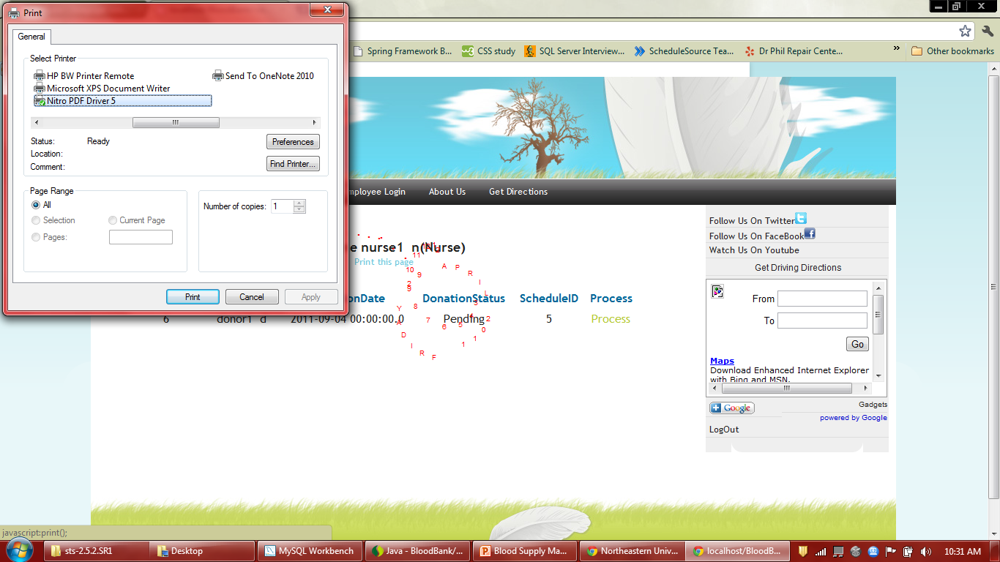 Print
General
Select Printer
HP BW Printer Remote
Send To OneNote 2010
Microsoft XPS Document Writer
Nitro PDF Driver 5
Status: Ready
Preferences
Location:
Comment:
Find Printer...
Page Range
All
Selection
Current Page
Pages:
Number of copies: 1
Print
Cancel
Apply
Spring Framework B...
CSS study
SQL Server Interview...
ScheduleSource Tea...
Dr Phil Repair Cente...
Other bookmarks
mployee Login
About Us
Get Directions
e nurse1 n(Nurse)
Print this page
onDate DonationStatus ScheduleID Process
6 donor1 d 2011-09-04 00:00:00.0 Pending 5 Process
Follow Us On Twitter
Follow Us On FaceBook
Watch Us On Youtube
Get Driving Directions
From
To
Go
Maps
Download Enhanced Internet Explorer
with Bing and MSN.
Google
Gadgets
powered by Google
LogOut
javascript:print();
sts-2.5.2.SR1
Desktop
MySQL Workbench
Java - BloodBank/...
Blood Supply Ma...
Northeastern Univ...
localhost/BloodB...
10:31 AM